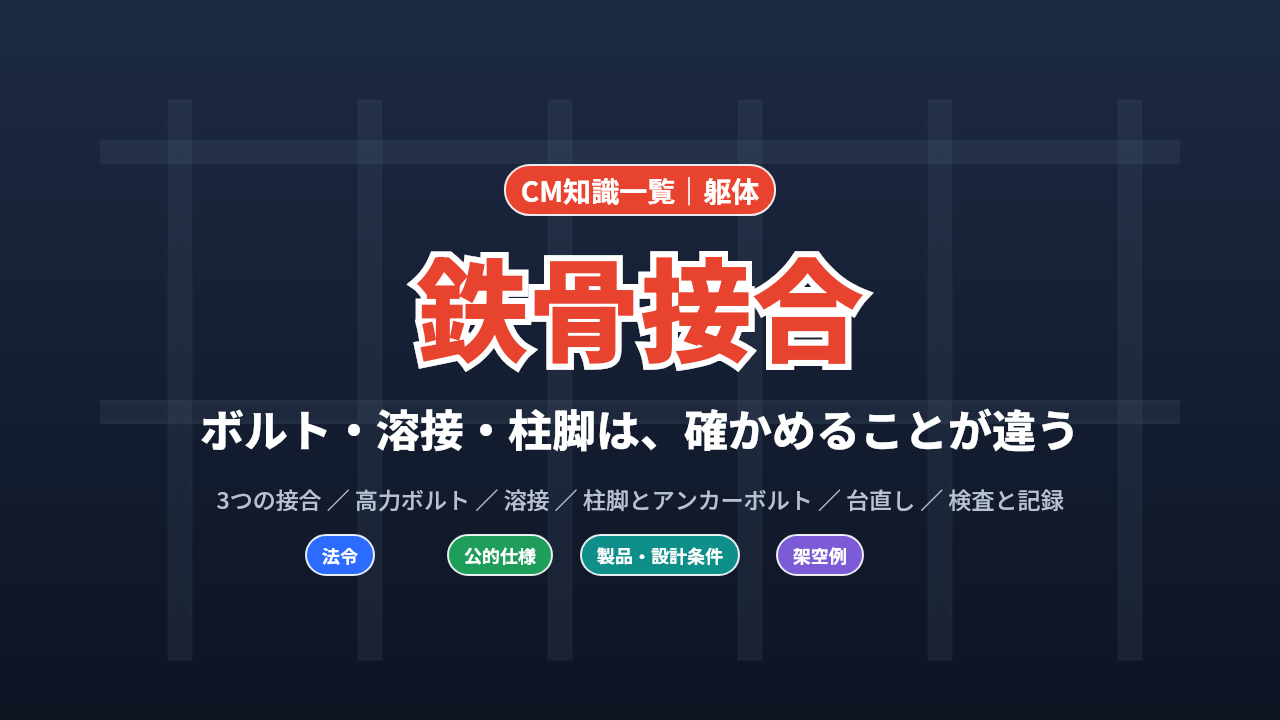 CM知識一覧｜躯体
鉄骨接合
ボルト・溶接・柱脚は、確かめることが違う
3つの接合 ／ 高力ボルト ／ 溶接 ／ 柱脚とアンカーボルト ／ 台直し ／ 検査と記録
法令 公的仕様 製品・設計条件 架空例